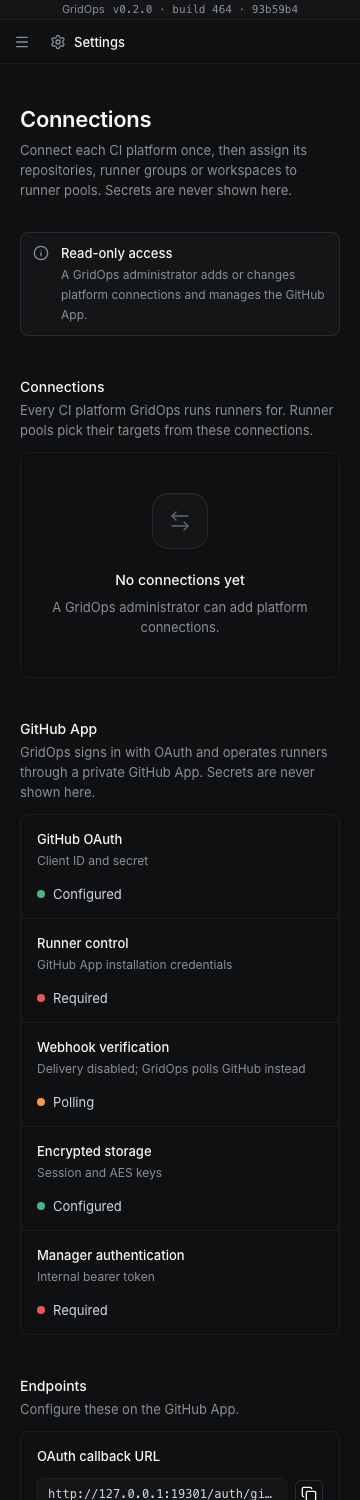 GridOps v0.2.0 · build 464 · 93b59b4
Settings
Connections
Connect each CI platform once, then assign its
repositories, runner groups or workspaces to
runner pools. Secrets are never shown here.
Read-only access
A GridOps administrator adds or changes
platform connections and manages the GitHub
App.
Connections
Every CI platform GridOps runs runners for. Runner
pools pick their targets from these connections.
No connections yet
A GridOps administrator can add platform
connections.
GitHub App
GridOps signs in with OAuth and operates runners
through a private GitHub App. Secrets are never
shown here.
GitHub OAuth
Client ID and secret
Configured
Runner control
GitHub App installation credentials
Required
Webhook verification
Delivery disabled; GridOps polls GitHub instead
Polling
Encrypted storage
Session and AES keys
Configured
Manager authentication
Internal bearer token
Required
Endpoints
Configure these on the GitHub App.
OAuth callback URL
http://127.0.0.1:19301/auth/gi…